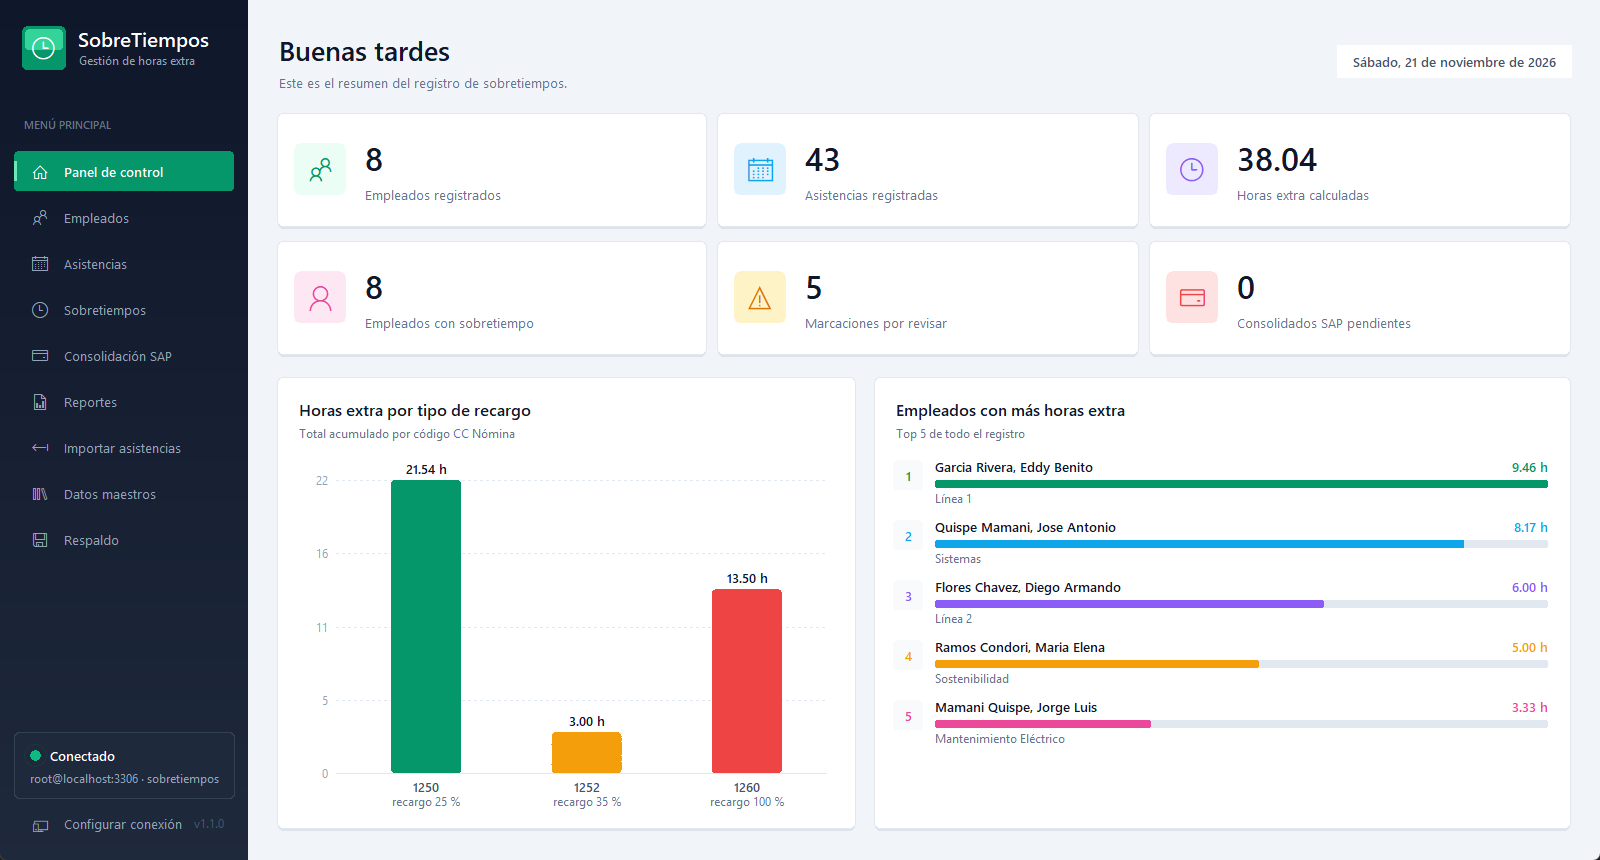 SobreTiempos
Gestión de horas extra
MENÚ PRINCIPAL
Panel de control
Empleados
Asistencias
Sobretiempos
Consolidación SAP
Reportes
Importar asistencias
Datos maestros
Respaldo
Conectado
root@localhost:3306 · sobretiempos
Configurar conexión v1.1.0
Buenas tardes
Este es el resumen del registro de sobretiempos.
Sábado, 21 de noviembre de 2026
8
Empleados registrados
43
Asistencias registradas
38.04
Horas extra calculadas
8
Empleados con sobretiempo
5
Marcaciones por revisar
0
Consolidados SAP pendientes
Horas extra por tipo de recargo
Total acumulado por código CC Nómina
22
16
11
5
0
21.54 h
3.00 h
13.50 h
1250
recargo 25 %
1252
recargo 35 %
1260
recargo 100 %
Empleados con más horas extra
Top 5 de todo el registro
1 Garcia Rivera, Eddy Benito 9.46 h
Línea 1
2 Quispe Mamani, Jose Antonio 8.17 h
Sistemas
3 Flores Chavez, Diego Armando 6.00 h
Línea 2
4 Ramos Condori, Maria Elena 5.00 h
Sostenibilidad
5 Mamani Quispe, Jorge Luis 3.33 h
Mantenimiento Eléctrico